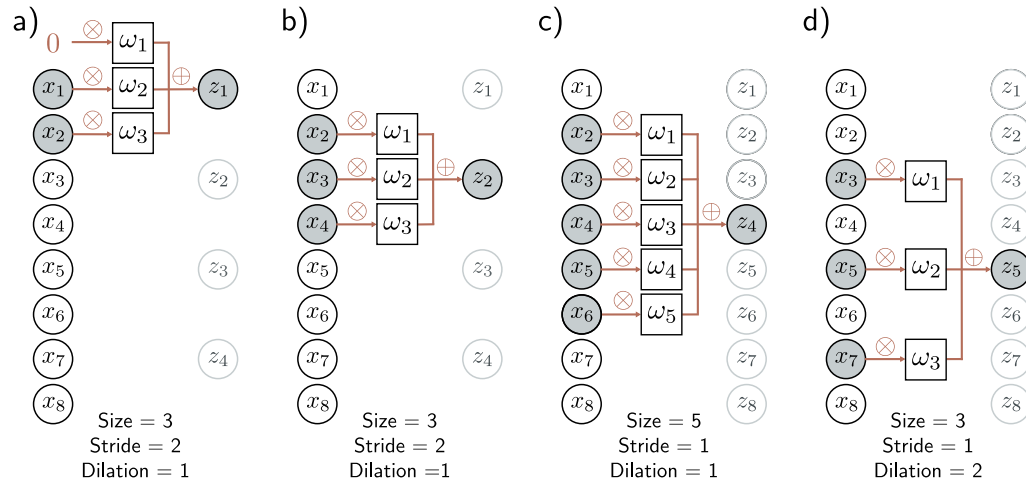 a)
0 ⊗ ω₁
x₁ ⊗ ω₂ ⊕ z₁
x₂ ⊗ ω₃
x₃ z₂
x₄
x₅ z₃
x₆
x₇ z₄
x₈
Size = 3
Stride = 2
Dilation = 1
b)
x₁ z₁
x₂ ⊗ ω₁
x₃ ⊗ ω₂ ⊕ z₂
x₄ ⊗ ω₃
x₅ z₃
x₆
x₇ z₄
x₈
Size = 3
Stride = 2
Dilation =1
c)
x₁ z₁
x₂ ⊗ ω₁ z₂
x₃ ⊗ ω₂ z₃
x₄ ⊗ ω₃ ⊕ z₄
x₅ ⊗ ω₄ z₅
x₆ ⊗ ω₅ z₆
x₇ z₇
x₈ z₈
Size = 5
Stride = 1
Dilation = 1
d)
x₁ z₁
x₂ z₂
x₃ ⊗ ω₁ z₃
x₄ z₄
x₅ ⊗ ω₂ ⊕ z₅
x₆ z₆
x₇ ⊗ ω₃ z₇
x₈ z₈
Size = 3
Stride = 1
Dilation = 2